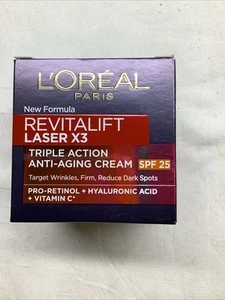 L'ORÉAL
PARIS
New Formula
REVITALIFT
LASER X3
TRIPLE ACTION
ANTI-AGING CREAM SPF 25
Target Wrinkles, Firm, Reduce Dark Spots
PRO-RETINOL + HYALURONIC ACID
+ VITAMIN C*